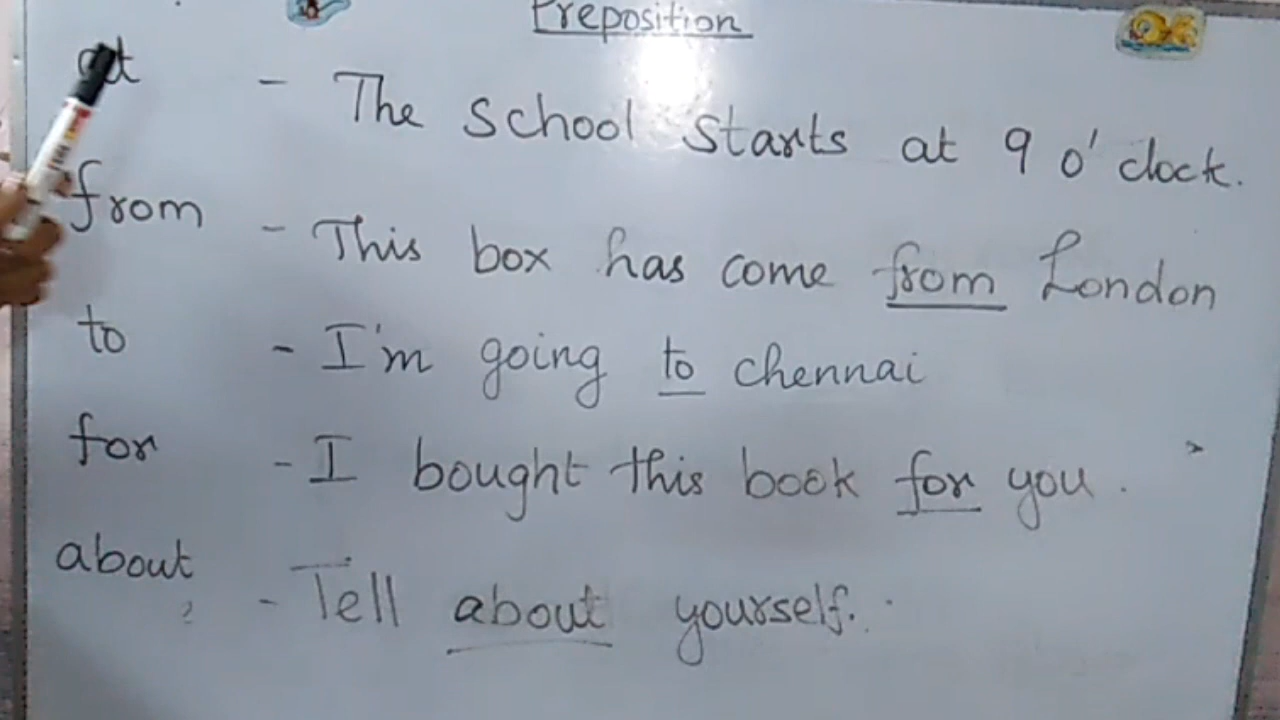 Preposition
at - The School starts at 9 o'clock.
from - This box has come from London
to - I'm going to chennai
for - I bought this book for you.
about - Tell about yourself.